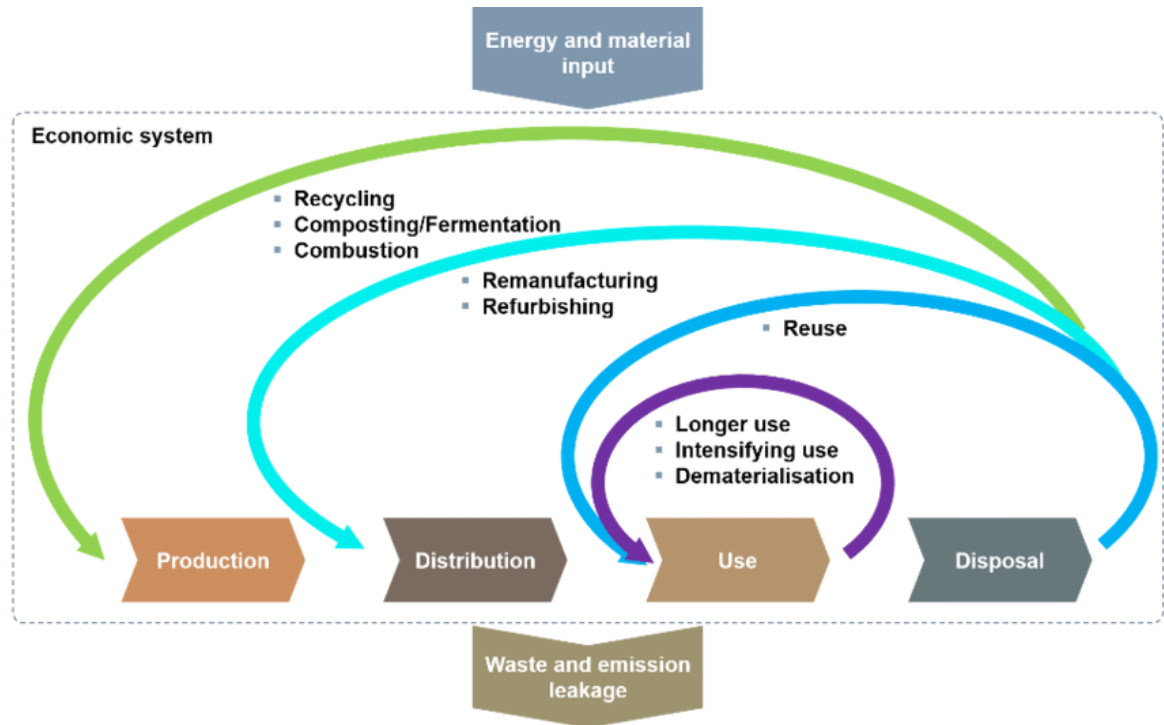 Energy and material
input
Economic system
Recycling
Composting/Fermentation
Combustion
Remanufacturing
Refurbishing
Reuse
Longer use
Intensifying use
Dematerialisation
Production
Distribution
Use
Disposal
Waste and emission
leakage